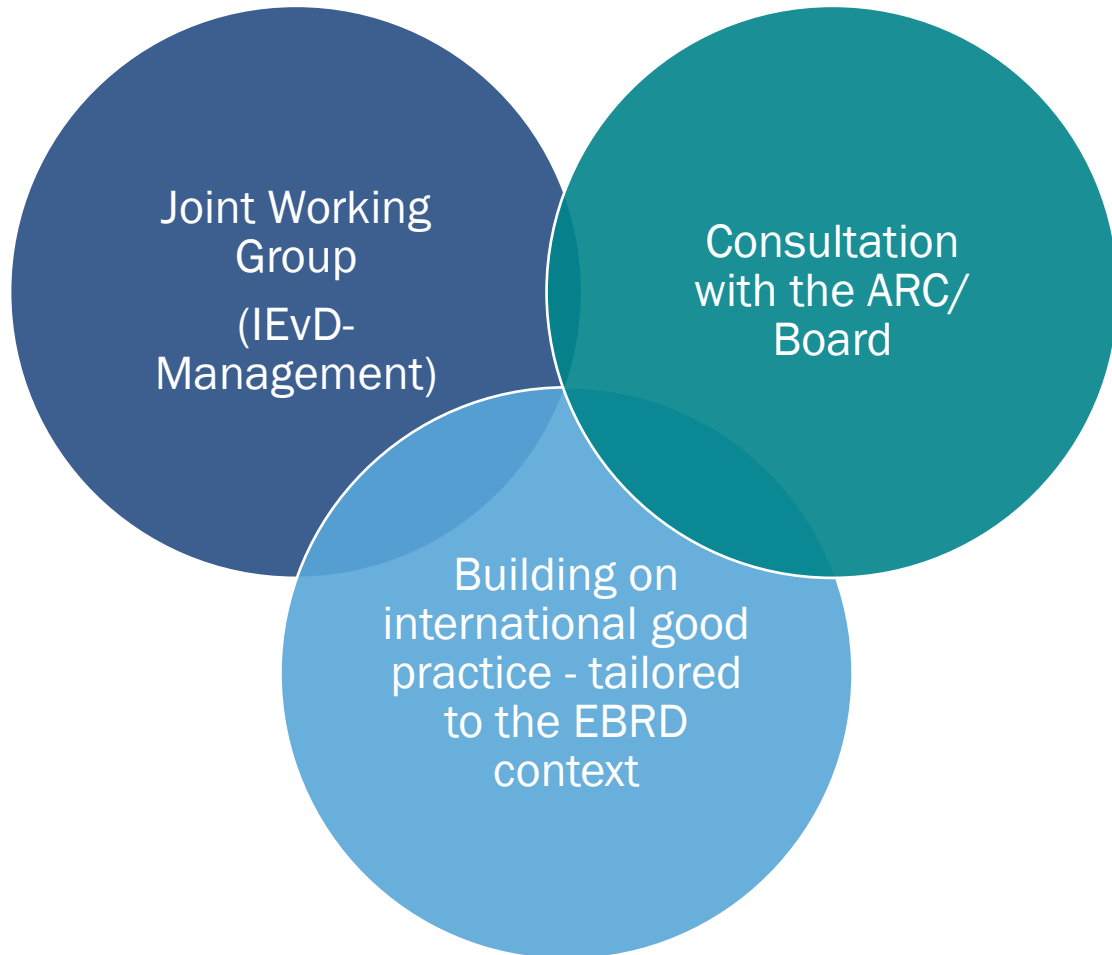 Joint Working
Group
(IEvD-
Management)
Consultation
with the ARC/
Board
Building on
international good
practice - tailored
to the EBRD
context